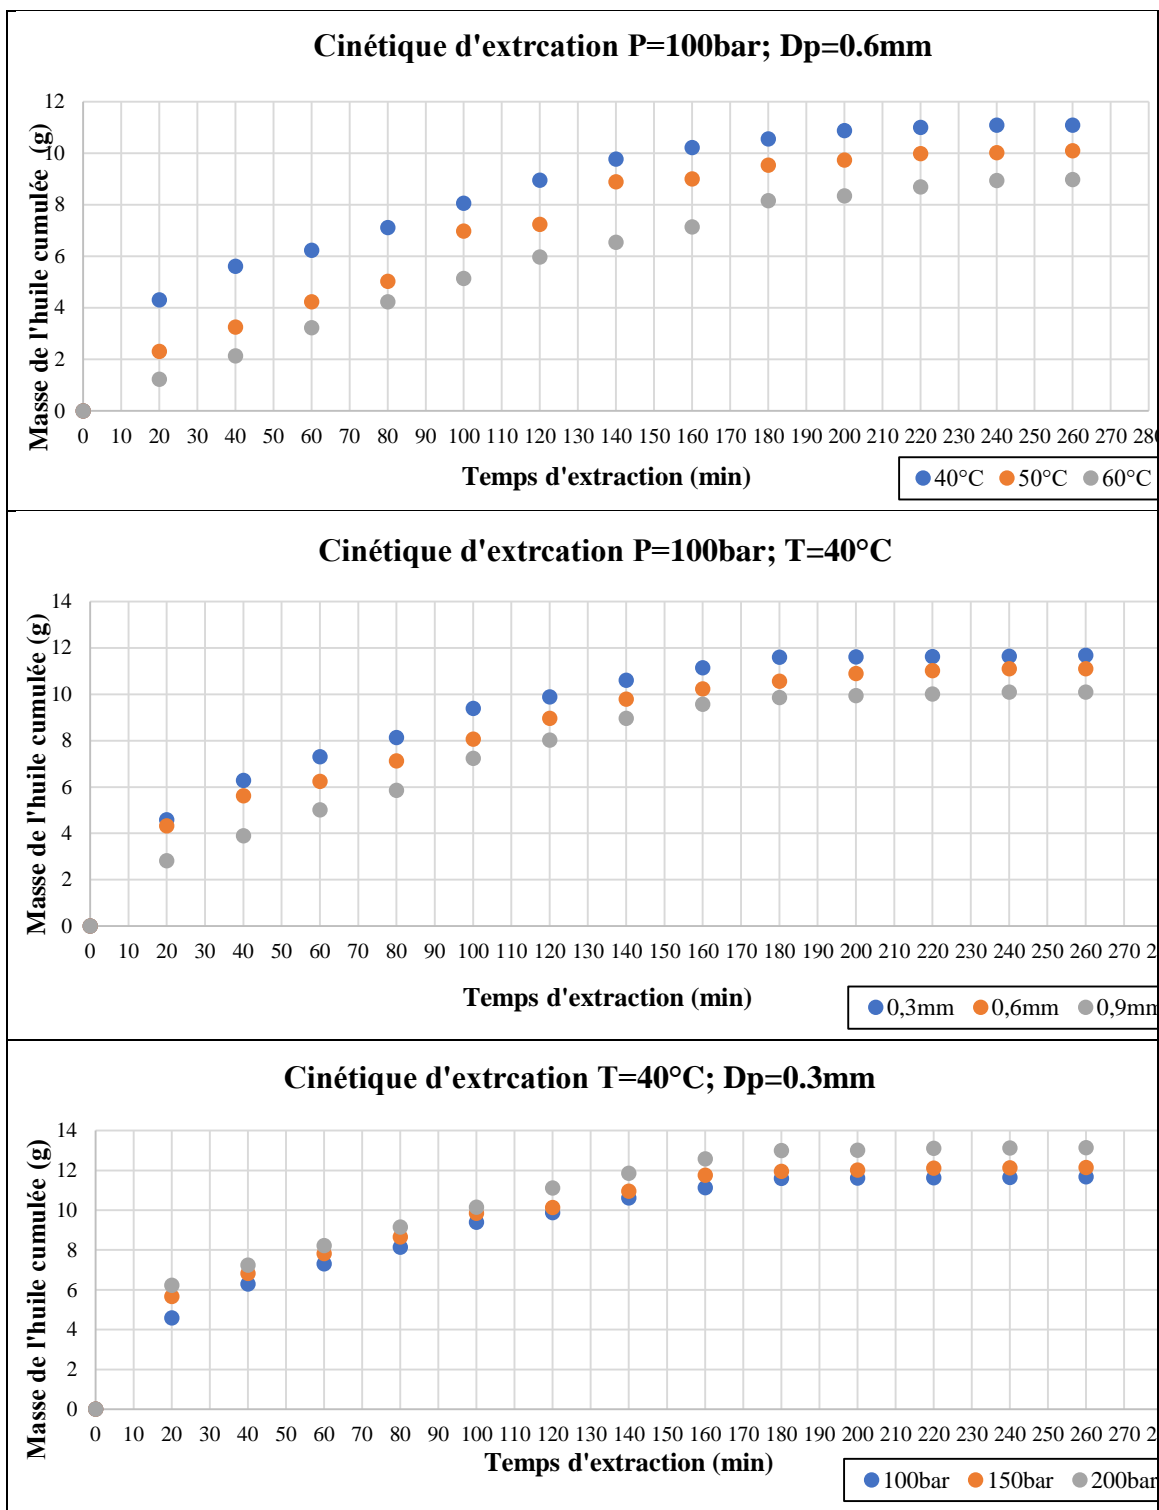 Cinétique d'extrcation P=100bar; Dp=0.6mm
Masse de l'huile cumulée (g)
12
10
8
6
4
2
0
0 10 20 30 40 50 60 70 80 90 100 110 120 130 140 150 160 170 180 190 200 210 220 230 240 250 260 270 280
Temps d'extraction (min)
40°C 50°C 60°C
Cinétique d'extrcation P=100bar; T=40°C
Masse de l'huile cumulée (g)
14
12
10
8
6
4
2
0
0 10 20 30 40 50 60 70 80 90 100 110 120 130 140 150 160 170 180 190 200 210 220 230 240 250 260 270 2
Temps d'extraction (min)
0,3mm 0,6mm 0,9mm
Cinétique d'extrcation T=40°C; Dp=0.3mm
Masse de l'huile cumulée (g)
14
12
10
8
6
4
2
0
0 10 20 30 40 50 60 70 80 90 100 110 120 130 140 150 160 170 180 190 200 210 220 230 240 250 260 270 2
Temps d'extraction (min)
100bar 150bar 200bar